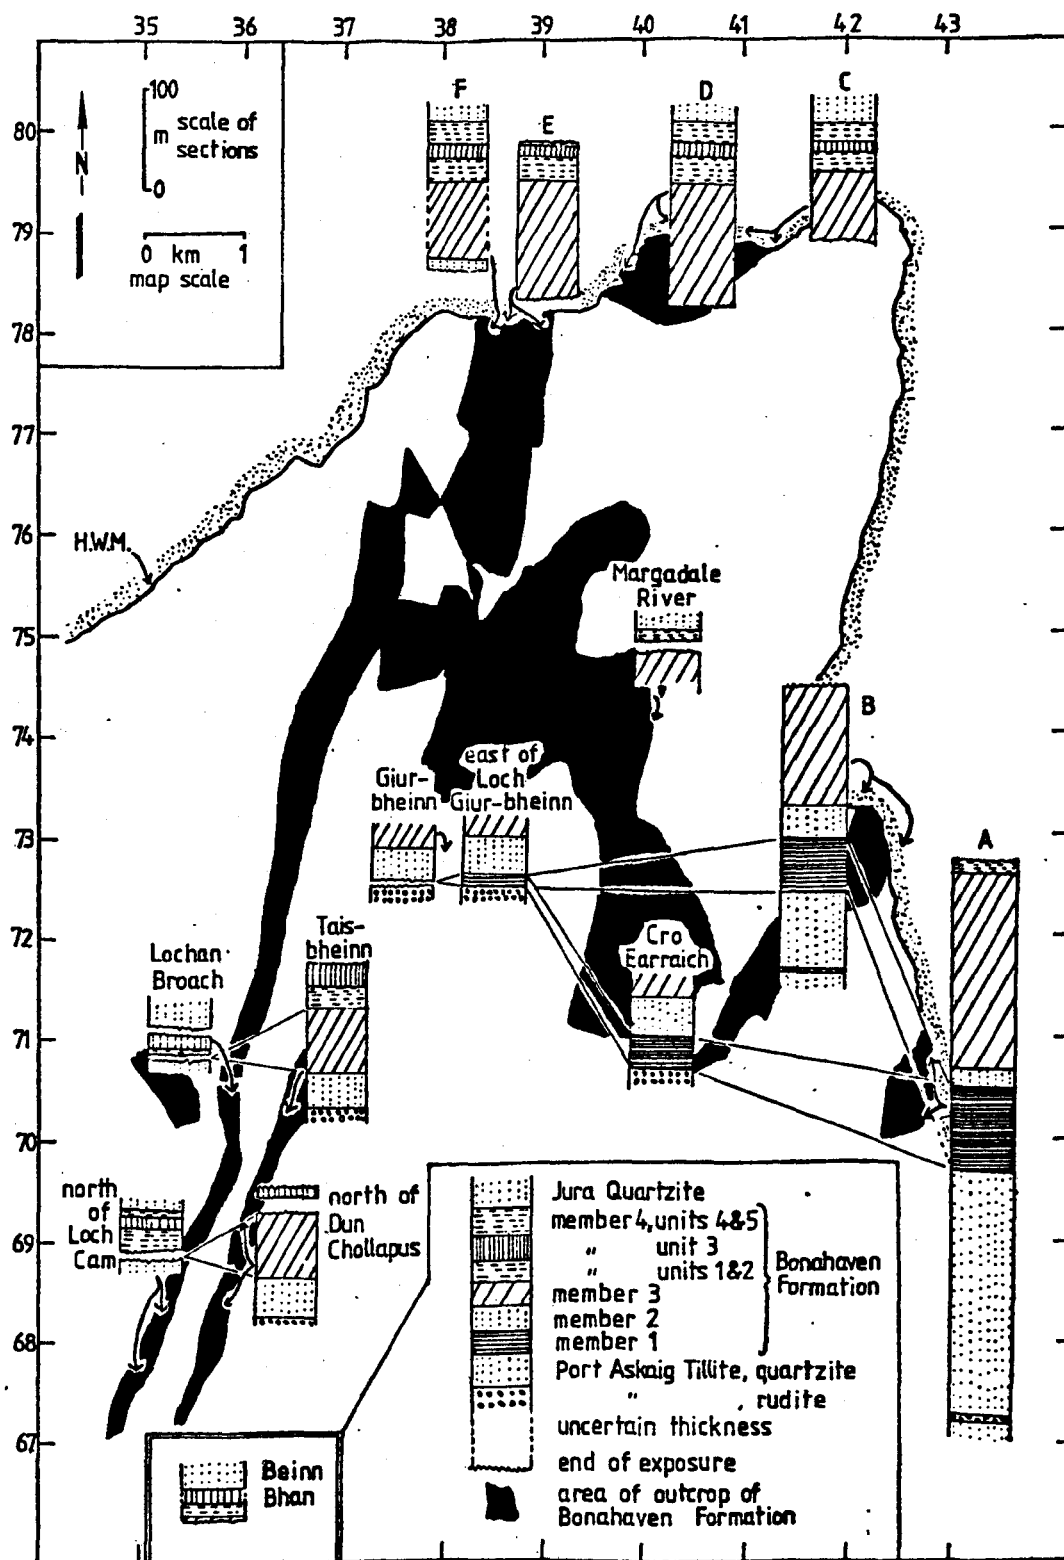 35 36 37 38 39 40 41 42 43
80
79
78
77
76
75
74
73
72
71
70
69
68
67
100
m
0
scale of
sections
N
0 km 1
map scale
F
E
D
C
H.W.M.
Margadale
River
B
Giur-
bheinn
east of
Loch
Giur-bheinn
A
Lochan
Broach
Tais-
bheinn
Cro
Earraich
north
of
Loch
Cam
north of
Dun
Chollapus
Beinn
Bhan
Jura Quartzite
member 4, units 4&5
" unit 3
" units 1&2
member 3
member 2
member 1
Bonahaven
Formation
Port Askaig Tillite, quartzite
" , rudite
uncertain thickness
end of exposure
area of outcrop of
Bonahaven Formation